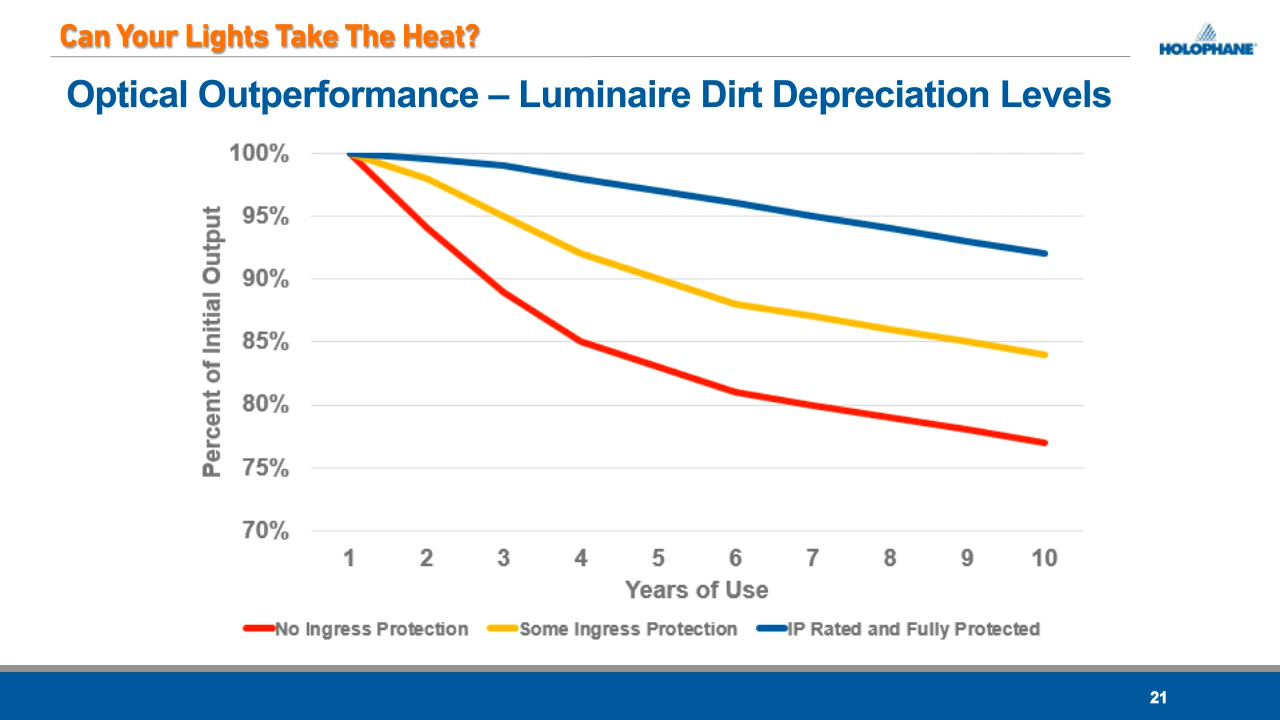 Can Your Lights Take The Heat?
HOLOPHANE®
Optical Outperformance – Luminaire Dirt Depreciation Levels
Percent of Initial Output
100%
95%
90%
85%
80%
75%
70%
1 2 3 4 5 6 7 8 9 10
Years of Use
No Ingress Protection Some Ingress Protection IP Rated and Fully Protected
21